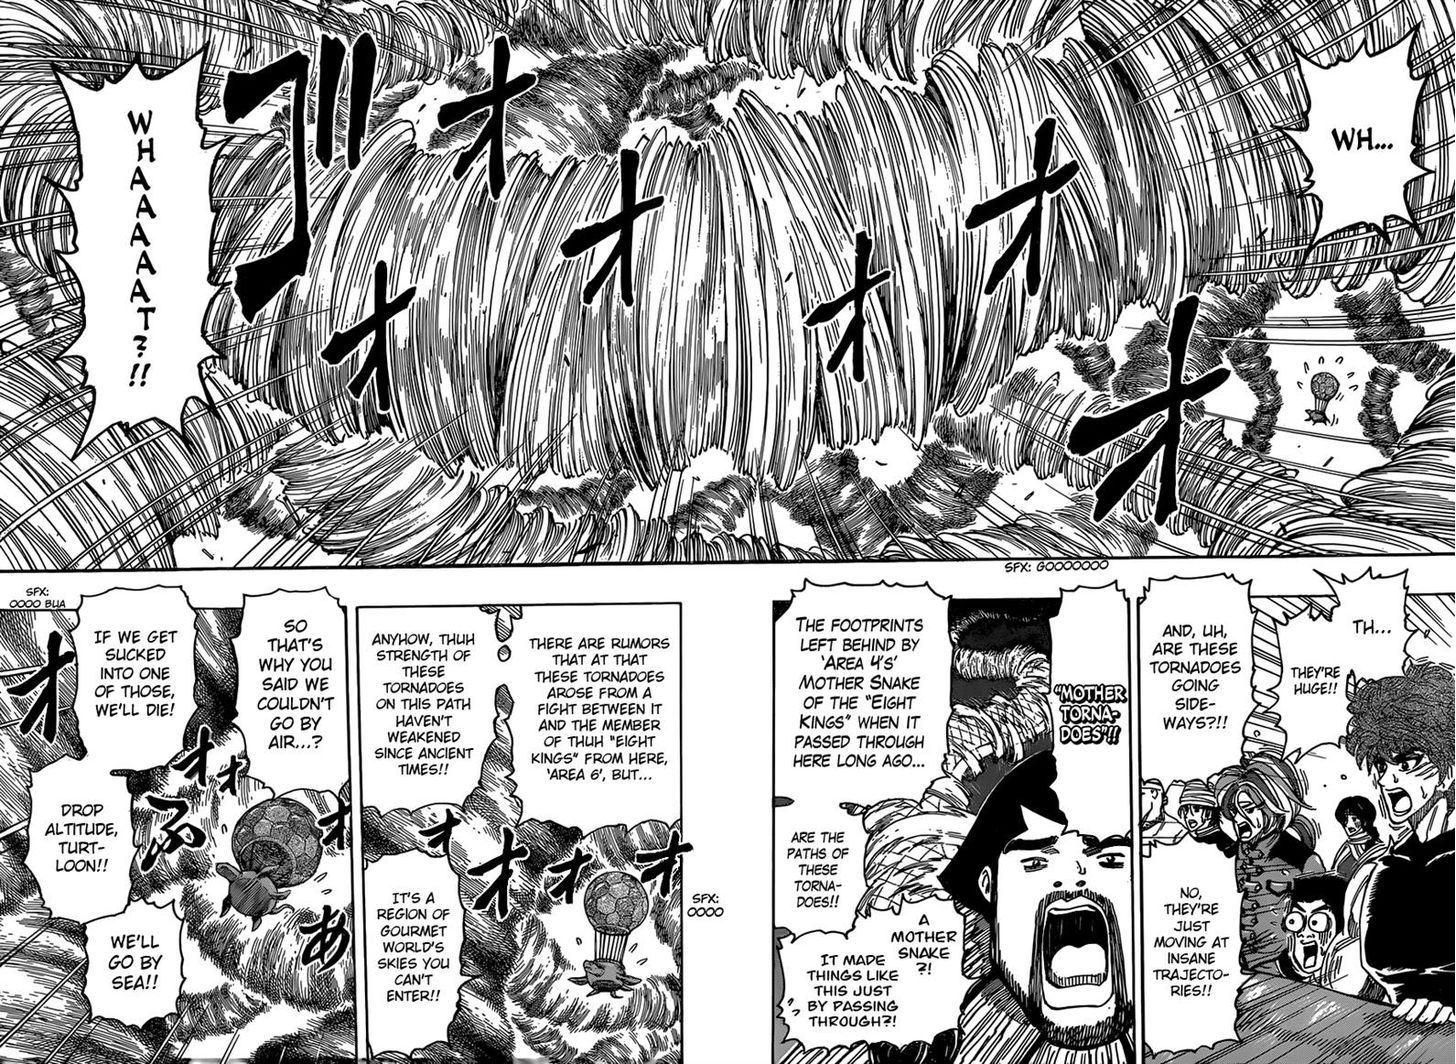 WH...
ゴオオオオオオオ
WHAAAAAT?!!
SFX: GOOOOOOOO
TH...
THEY'RE
HUGE!!
AND, UH,
ARE THESE
TORNADOES
GOING
SIDE-
WAYS?!!
NO,
THEY'RE
JUST
MOVING AT
INSANE
TRAJECTO-
RIES!!
"MOTHER
TORNA-
DOES"!!
THE FOOTPRINTS
LEFT BEHIND BY
'AREA 4'S'
MOTHER SNAKE
OF THE "EIGHT
KINGS" WHEN IT
PASSED THROUGH
HERE LONG AGO...
ARE THE
PATHS OF
THESE
TORNA-
DOES!!
A
MOTHER
SNAKE
?!
IT MADE
THINGS LIKE
THIS JUST
BY PASSING
THROUGH?!
THERE ARE RUMORS
THAT AT THAT
THESE TORNADOES
AROSE FROM A
FIGHT BETWEEN IT
AND THE MEMBER
OF THUH "EIGHT
KINGS" FROM HERE,
'AREA 6', BUT...
ANYHOW, THUH
STRENGTH OF
THESE
TORNADOES
ON THIS PATH
HAVEN'T
WEAKENED
SINCE ANCIENT
TIMES!!
IT'S A
REGION OF
GOURMET
WORLD'S
SKIES YOU
CAN'T
ENTER!!
オオオオ
SFX:
OOOO
SO
THAT'S
WHY YOU
SAID WE
COULDN'T
GO BY
AIR...?
IF WE GET
SUCKED
INTO ONE
OF THOSE,
WE'LL DIE!
DROP
ALTITUDE,
TURT-
LOON!!
WE'LL
GO BY
SEA!!
オオオオ
ぶあ
SFX:
OOOO BUA